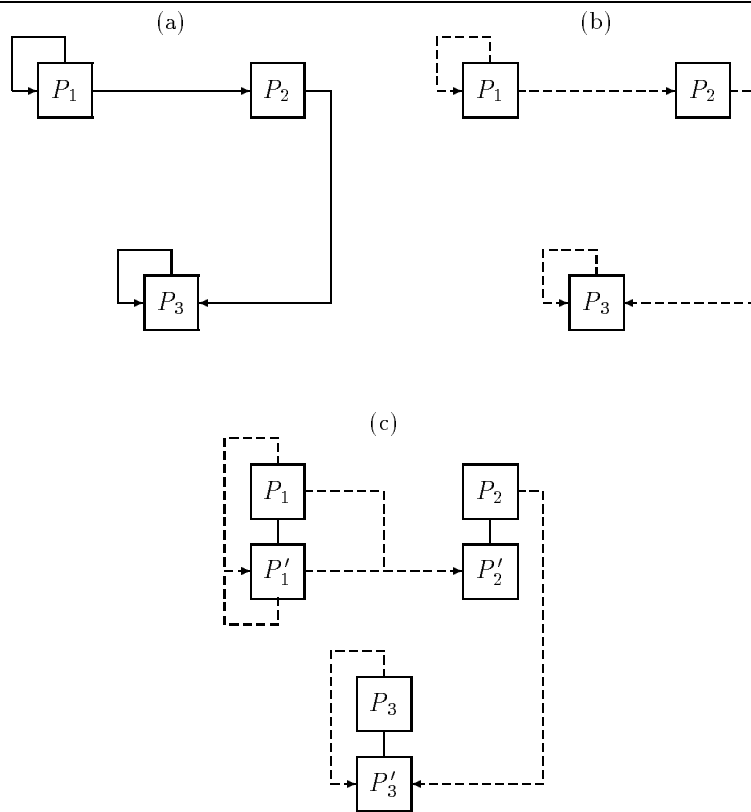 (a) (b)
P₁ P₂ P₁ P₂
P₃ P₃
(c)
P₁ P₂
P′₁ P′₂
P₃
P′₃